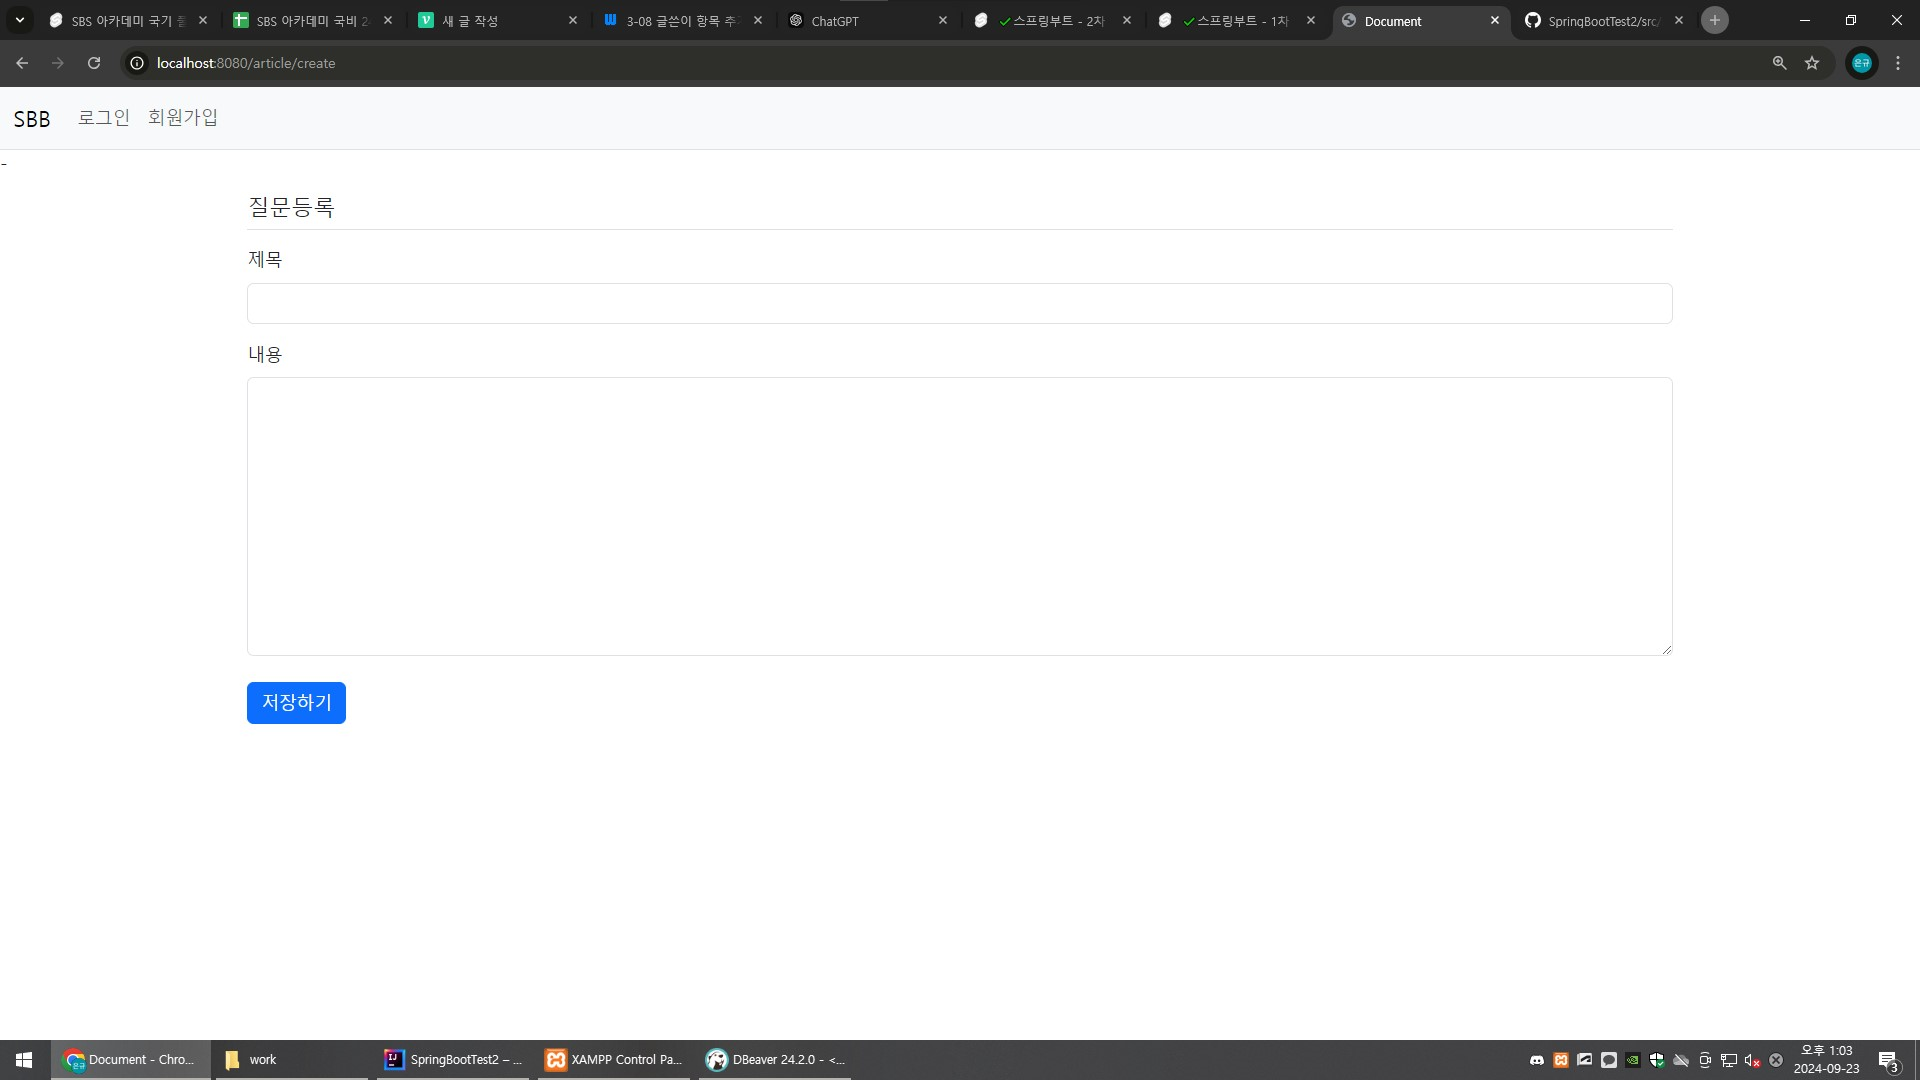 SBS 아카데미 국기
SBS 아카데미 국비 2
새 글 작성
3-08 글쓴이 항목 추
ChatGPT
스프링부트 - 2차
스프링부트 - 1차
Document
SpringBootTest2/src/
localhost:8080/article/create
은규
SBB 로그인 회원가입
-
질문등록
제목
내용
저장하기
Document - Chro...
work
SpringBootTest2 – ...
XAMPP Control Pa...
DBeaver 24.2.0 - <...
오후 1:03
2024-09-23
3